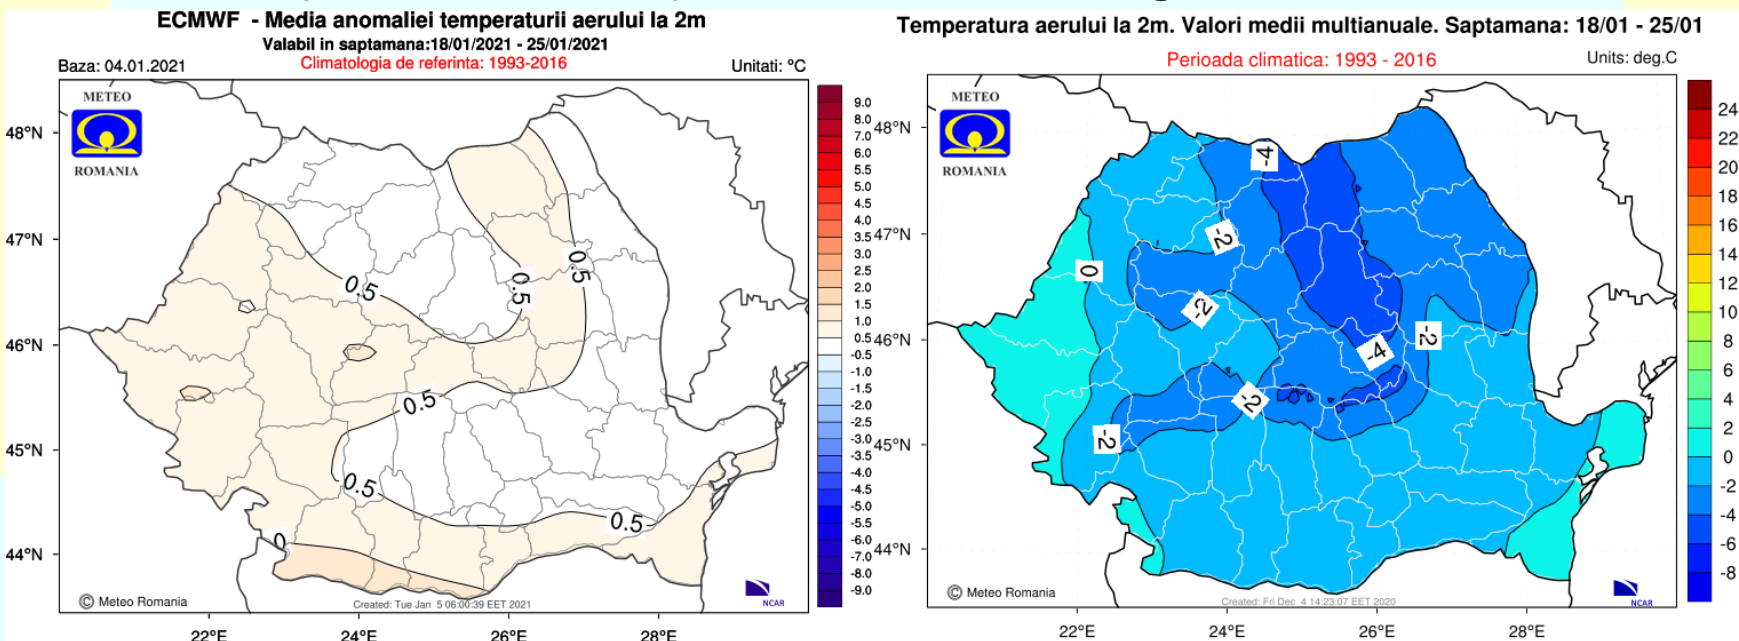 ECMWF - Media anomaliei temperaturii aerului la 2m
Valabil in saptamana:18/01/2021 - 25/01/2021
Baza: 04.01.2021
Climatologia de referinta: 1993-2016
Unitati: °C
METEO
ROMANIA
48°N
47°N
46°N
45°N
44°N
22°E
24°E
26°E
28°E
0.5
0.5
0.5
0.5
0.5
0.5
0
9.0
8.0
7.0
6.0
5.5
5.0
4.5
4.0
3.5
3.0
2.5
2.0
1.5
1.0
0.5
-0.5
-1.0
-1.5
-2.0
-2.5
-3.0
-3.5
-4.0
-4.5
-5.0
-5.5
-6.0
-7.0
-8.0
-9.0
© Meteo Romania
Created: Tue Jan 5 06:00:39 EET 2021
NCAR
Temperatura aerului la 2m. Valori medii multianuale. Saptamana: 18/01 - 25/01
Perioada climatica: 1993 - 2016
Units: deg.C
METEO
ROMANIA
48°N
47°N
46°N
45°N
44°N
22°E
24°E
26°E
28°E
-4
-2
0
-2
-2
-4
-2
-2
24
22
20
18
16
14
12
10
8
6
4
2
0
-2
-4
-6
-8
© Meteo Romania
Created: Fri Dec 4 14:23:07 EET 2020
NCAR